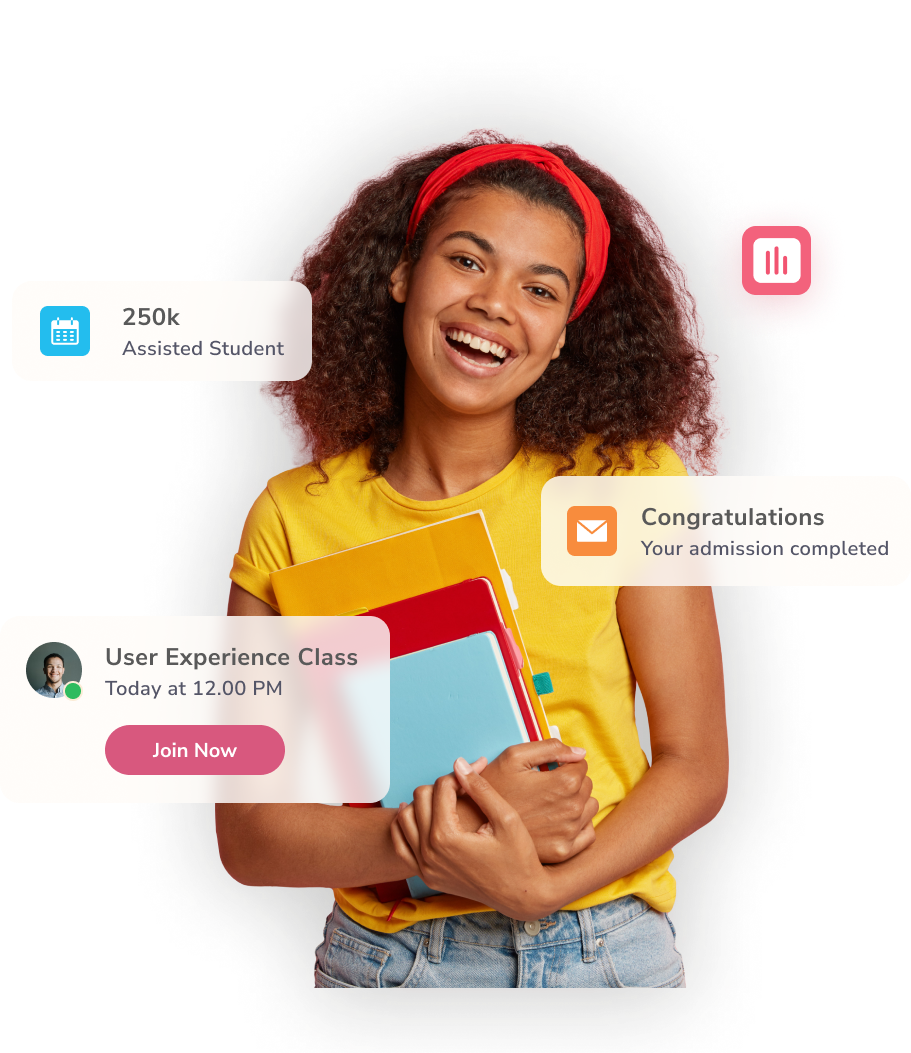 250k
Assisted Student
Congratulations
Your admission completed
User Experience Class
Today at 12.00 PM
Join Now